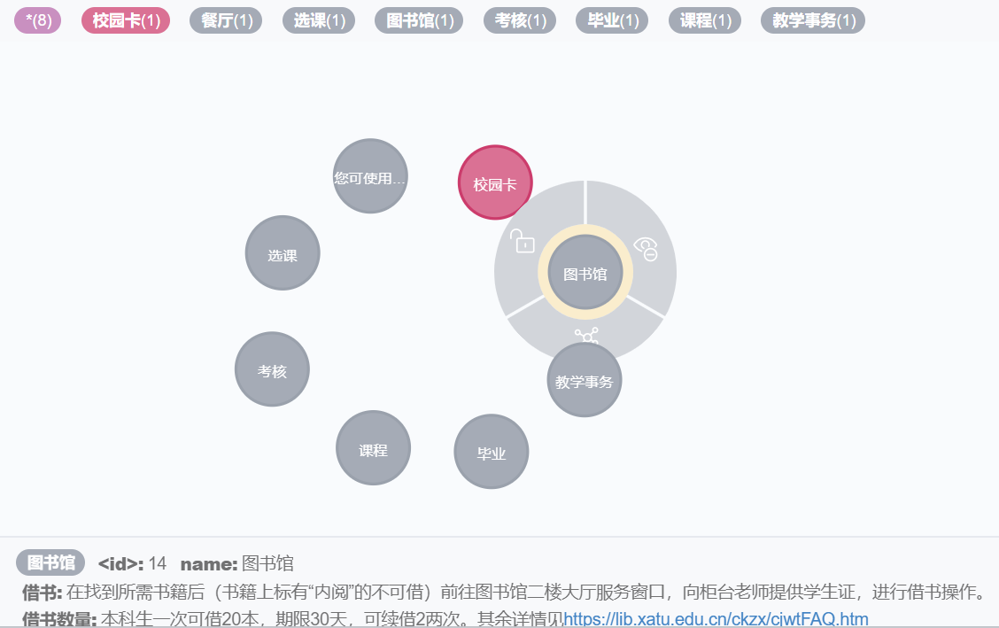 *(8) 校园卡(1) 餐厅(1) 选课(1) 图书馆(1) 考核(1) 毕业(1) 课程(1) 教学事务(1)
您可使用...
校园卡
选课
图书馆
考核
教学事务
课程
毕业
图书馆 <id>: 14 name: 图书馆
借书: 在找到所需书籍后（书籍上标有“内阅”的不可借）前往图书馆二楼大厅服务窗口，向柜台老师提供学生证，进行借书操作。
借书数量: 本科生一次可借20本，期限30天，可续借2两次。其余详情见https://lib.xatu.edu.cn/ckzx/cjwtFAQ.htm